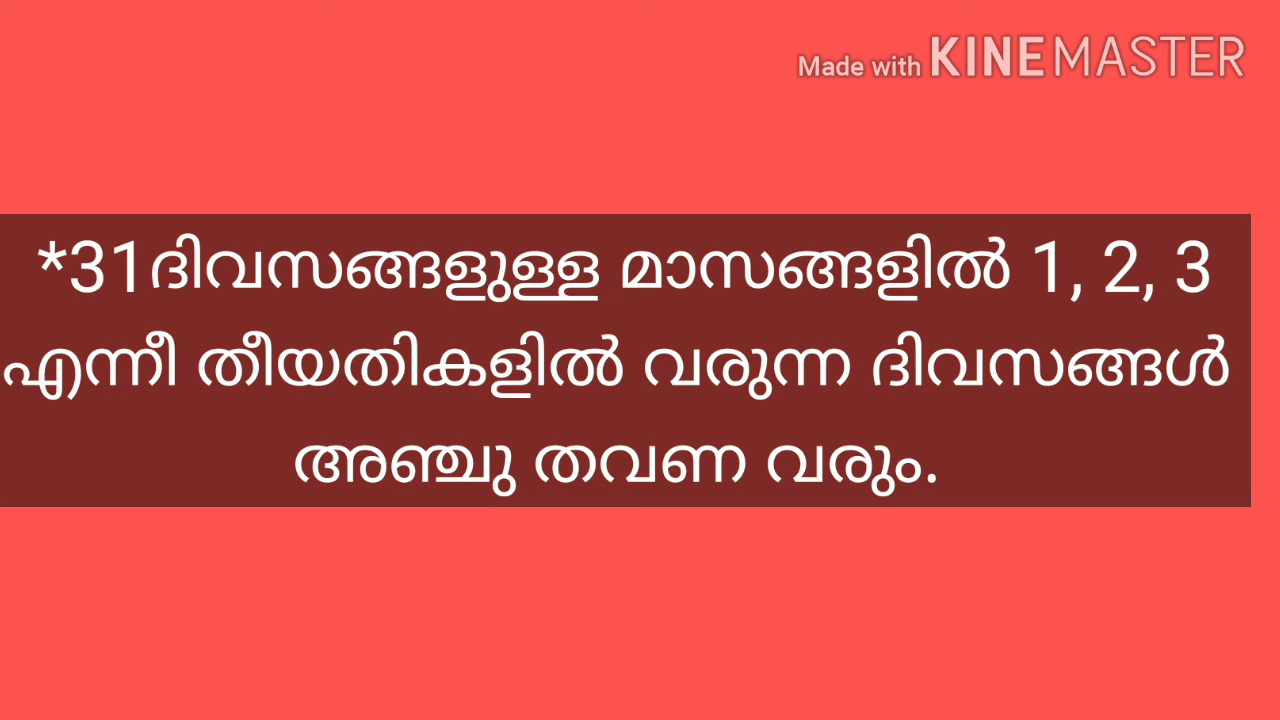 Made with KINEMASTER
*31ദിവസങ്ങളുള്ള മാസങ്ങളിൽ 1, 2, 3
എന്നീ തീയതികളിൽ വരുന്ന ദിവസങ്ങൾ
അഞ്ചു തവണ വരും.